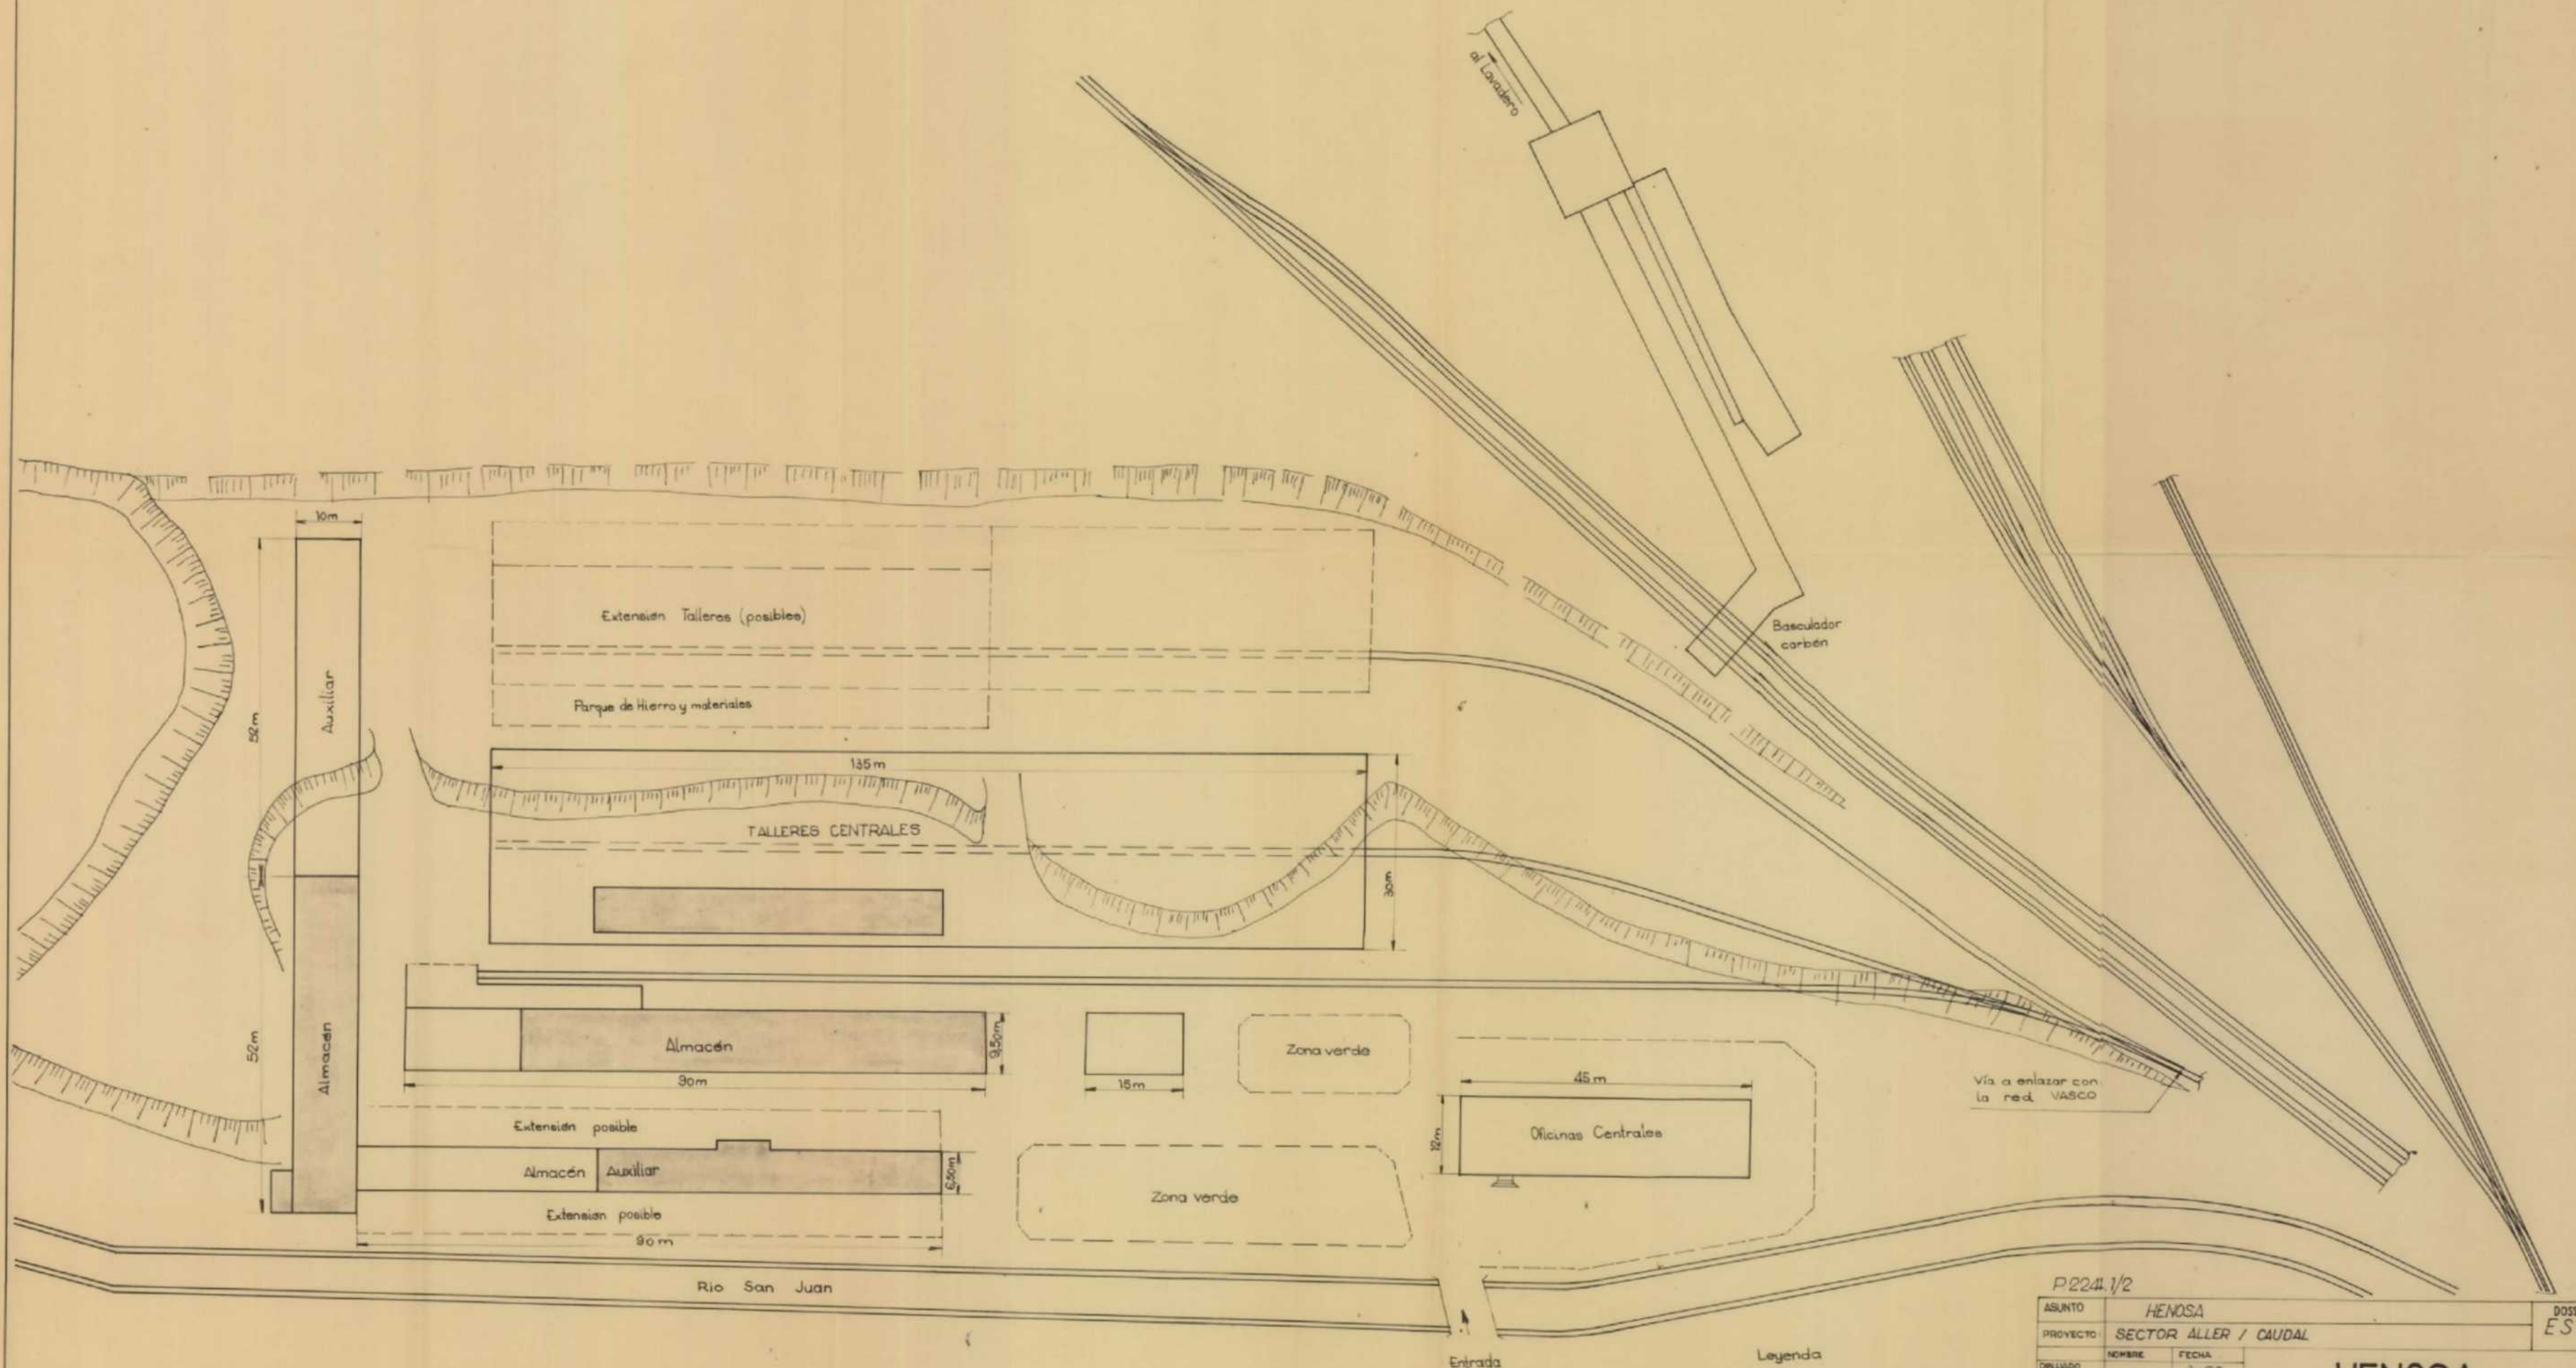 al Lavadero
10m
Extensión Talleres (posibles)
Basculador
carbón
Auxiliar
52m
Parque de Hierro y materiales
135m
TALLERES CENTRALES
30m
Almacén
52m
Almacén
9,50m
90m
15m
Zona verde
45m
Vía a enlazar con
la red VASCO
Extensión posible
12m
Oficinas Centrales
Almacén Auxiliar
6,50m
Zona verde
Extensión posible
90m
Rio San Juan
P.2241.1/2
ASUNTO HENOSA
PROYECTO: SECTOR ALLER / CAUDAL
NOMBRE FECHA
Entrada
Leyenda